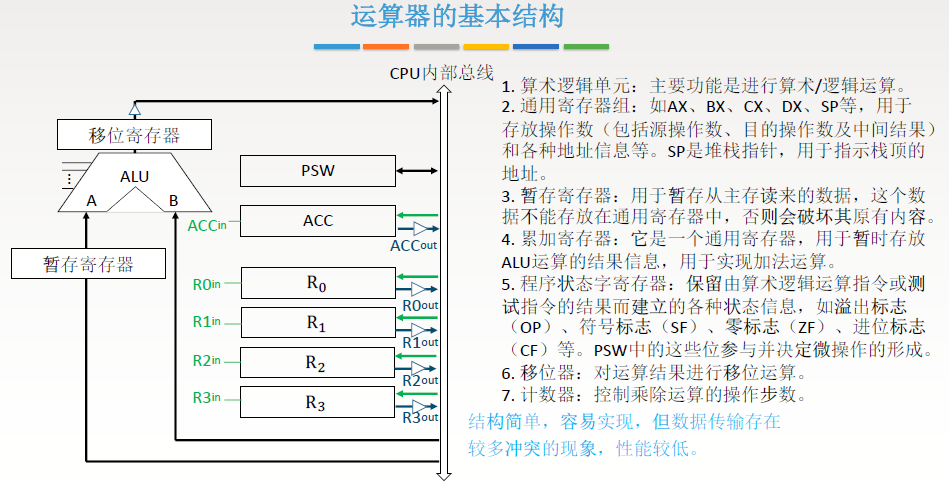 运算器的基本结构
CPU内部总线
移位寄存器
ALU
A
B
暂存寄存器
PSW
ACC
ACCin
ACCout
R0
R0in
R0out
R1
R1in
R1out
R2
R2in
R2out
R3
R3in
R3out
1. 算术逻辑单元：主要功能是进行算术/逻辑运算。
2. 通用寄存器组：如AX、BX、CX、DX、SP等，用于
存放操作数（包括源操作数、目的操作数及中间结果）
和各种地址信息等。SP是堆栈指针，用于指示栈顶的
地址。
3. 暂存寄存器：用于暂存从主存读来的数据，这个数
据不能存放在通用寄存器中，否则会破坏其原有内容。
4. 累加寄存器：它是一个通用寄存器，用于暂时存放
ALU运算的结果信息，用于实现加法运算。
5. 程序状态字寄存器：保留由算术逻辑运算指令或测
试指令的结果而建立的各种状态信息，如溢出标志
（OP）、符号标志（SF）、零标志（ZF）、进位标志
（CF）等。PSW中的这些位参与并决定微操作的形成。
6. 移位器：对运算结果进行移位运算。
7. 计数器：控制乘除运算的操作步数。
结构简单，容易实现，但数据传输存在
较多冲突的现象，性能较低。